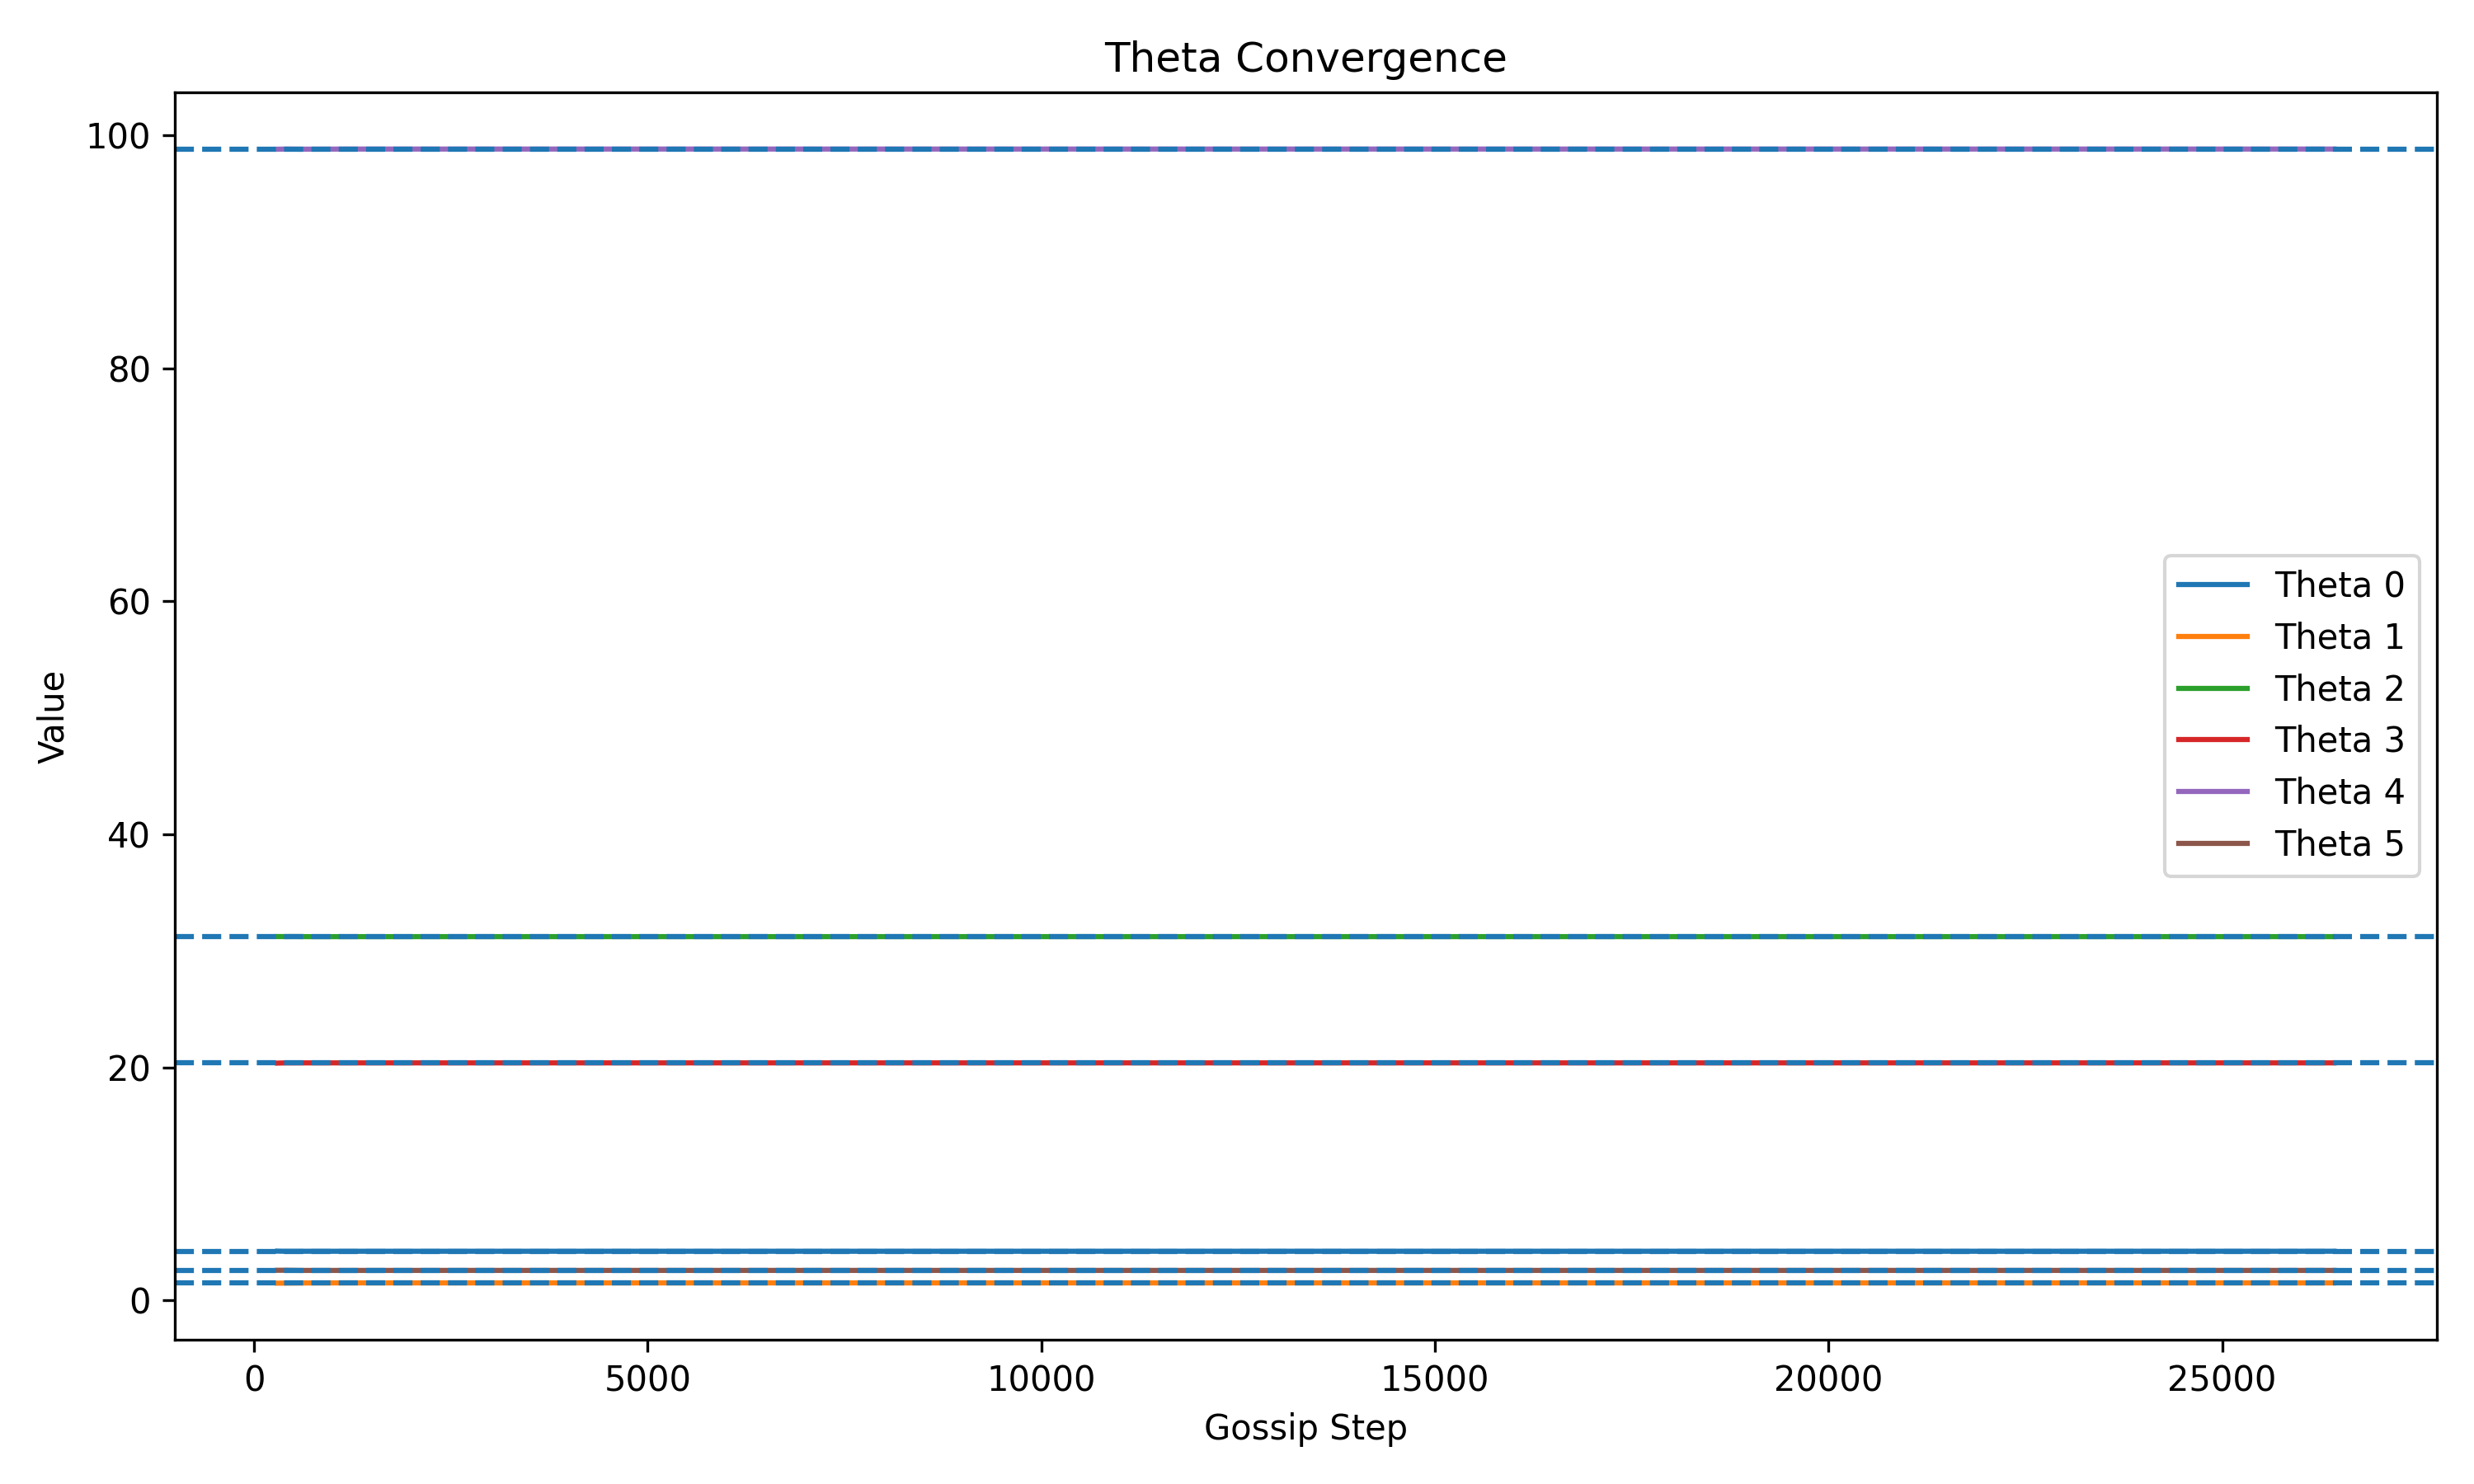 Theta Convergence
100
80
60
40
20
0
Value
Theta 0
Theta 1
Theta 2
Theta 3
Theta 4
Theta 5
0 5000 10000 15000 20000 25000
Gossip Step